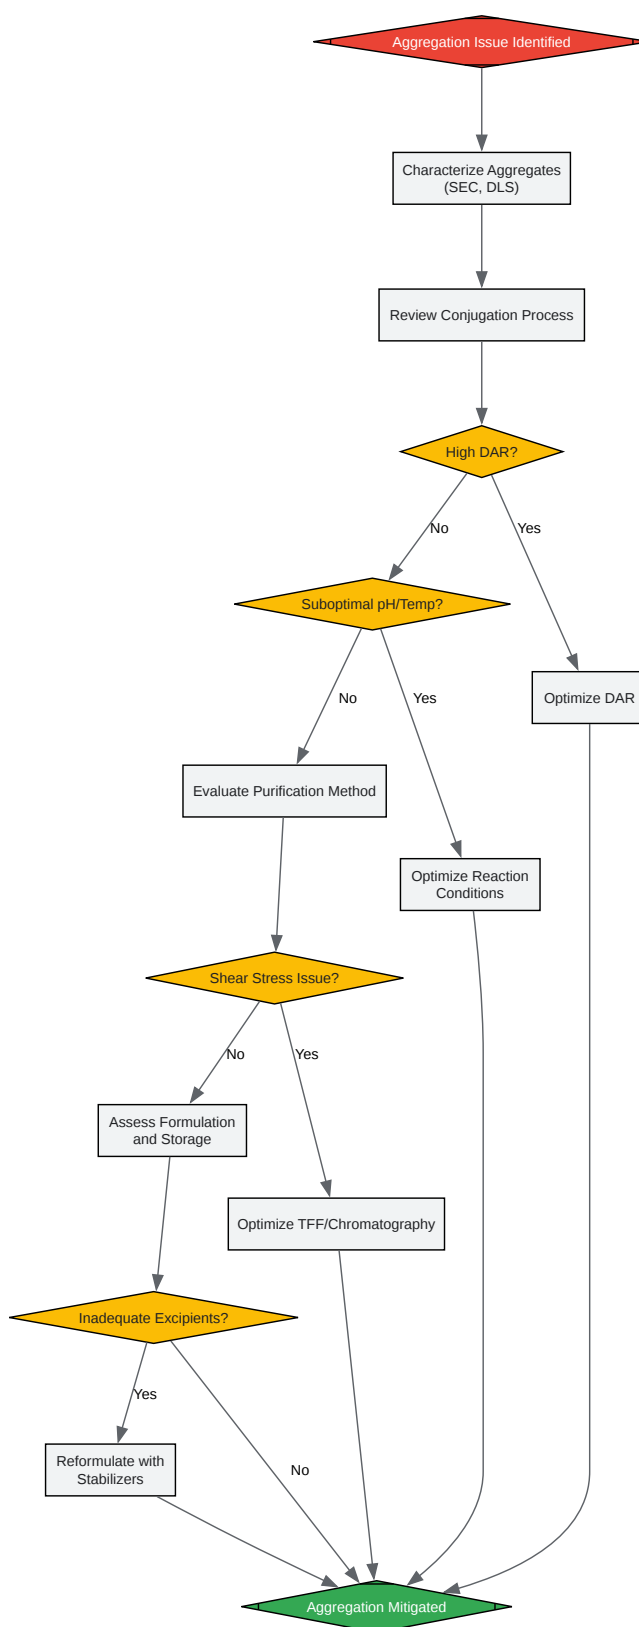 Aggregation Issue Identified
Characterize Aggregates
(SEC, DLS)
Review Conjugation Process
High DAR?
No
Yes
Suboptimal pH/Temp?
Optimize DAR
No
Yes
Evaluate Purification Method
Optimize Reaction
Conditions
Shear Stress Issue?
No
Yes
Assess Formulation
and Storage
Optimize TFF/Chromatography
Inadequate Excipients?
Yes
No
Reformulate with
Stabilizers
Aggregation Mitigated